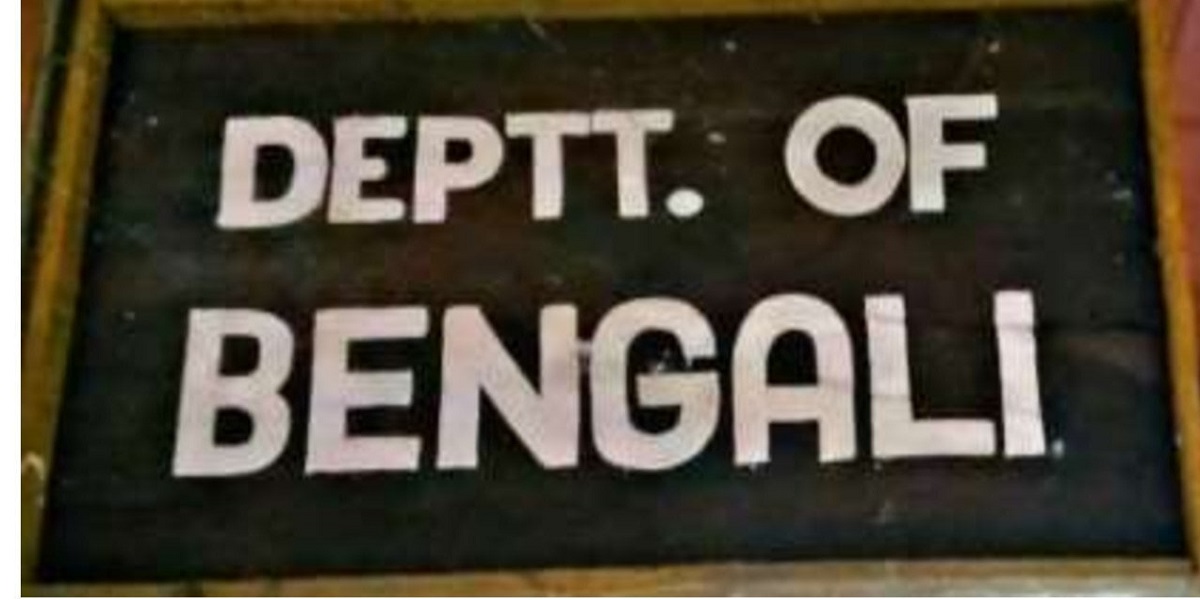 DEPTT. OF
BENGALI